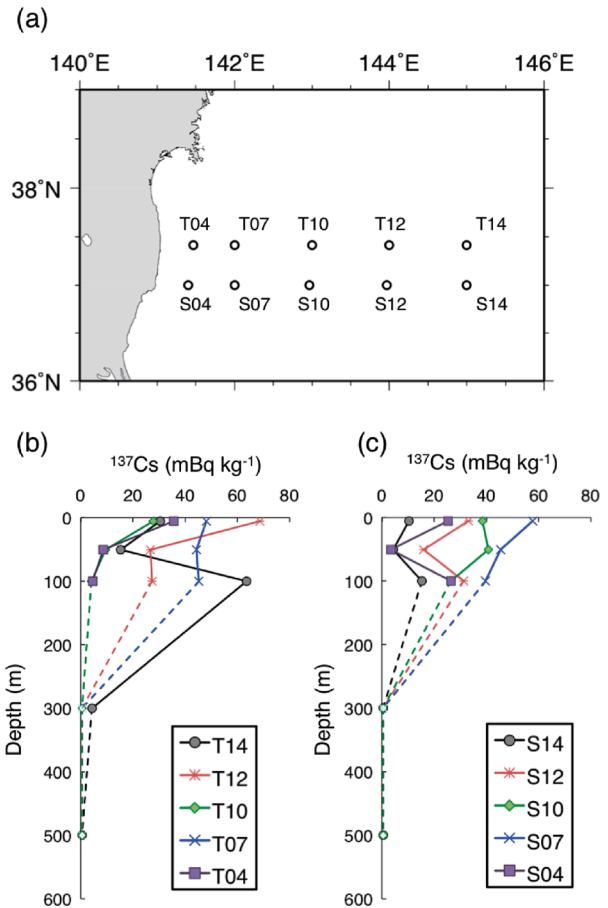 (a)
140˚E 142˚E 144˚E 146˚E
38˚N
T04 T07 T10 T12 T14
S04 S07 S10 S12 S14
36˚N
(b)
¹³⁷Cs (mBq kg⁻¹)
0 20 40 60 80
0
100
200
300
400
500
600
Depth (m)
T14
T12
T10
T07
T04
(c)
¹³⁷Cs (mBq kg⁻¹)
0 20 40 60 80
0
100
200
300
400
500
600
Depth (m)
S14
S12
S10
S07
S04